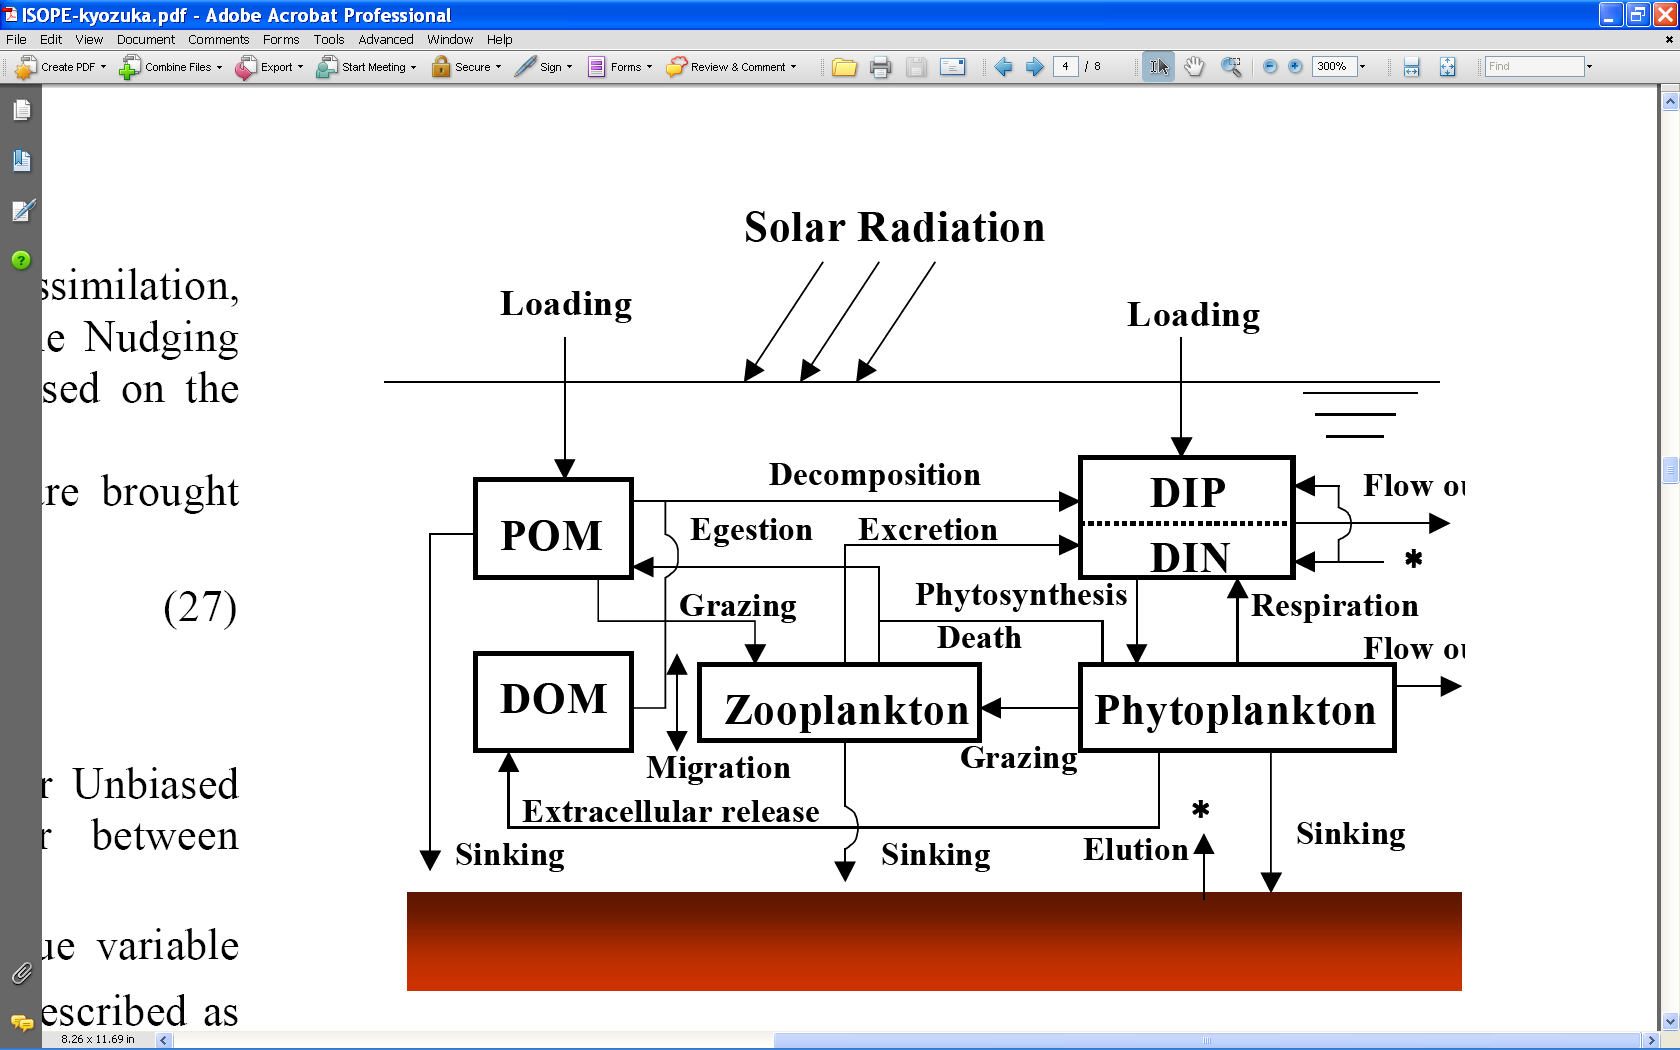 ISOPE-kyozuka.pdf - Adobe Acrobat Professional
File Edit View Document Comments Forms Tools Advanced Window Help
Create PDF Combine Files Export Start Meeting Secure Sign Forms Review & Comment 4 / 8 300% Find
ssimilation,
e Nudging
sed on the
re brought
(27)
r Unbiased
r between
ue variable
escribed as
Solar Radiation
Loading
Loading
Decomposition
DIP
Flow ou
POM
Egestion
Excretion
DIN
*
Grazing
Phytosynthesis
Respiration
Death
Flow ou
DOM
Zooplankton
Phytoplankton
Migration
Grazing
Extracellular release
*
Sinking
Sinking
Elution
Sinking
8.26 x 11.69 in